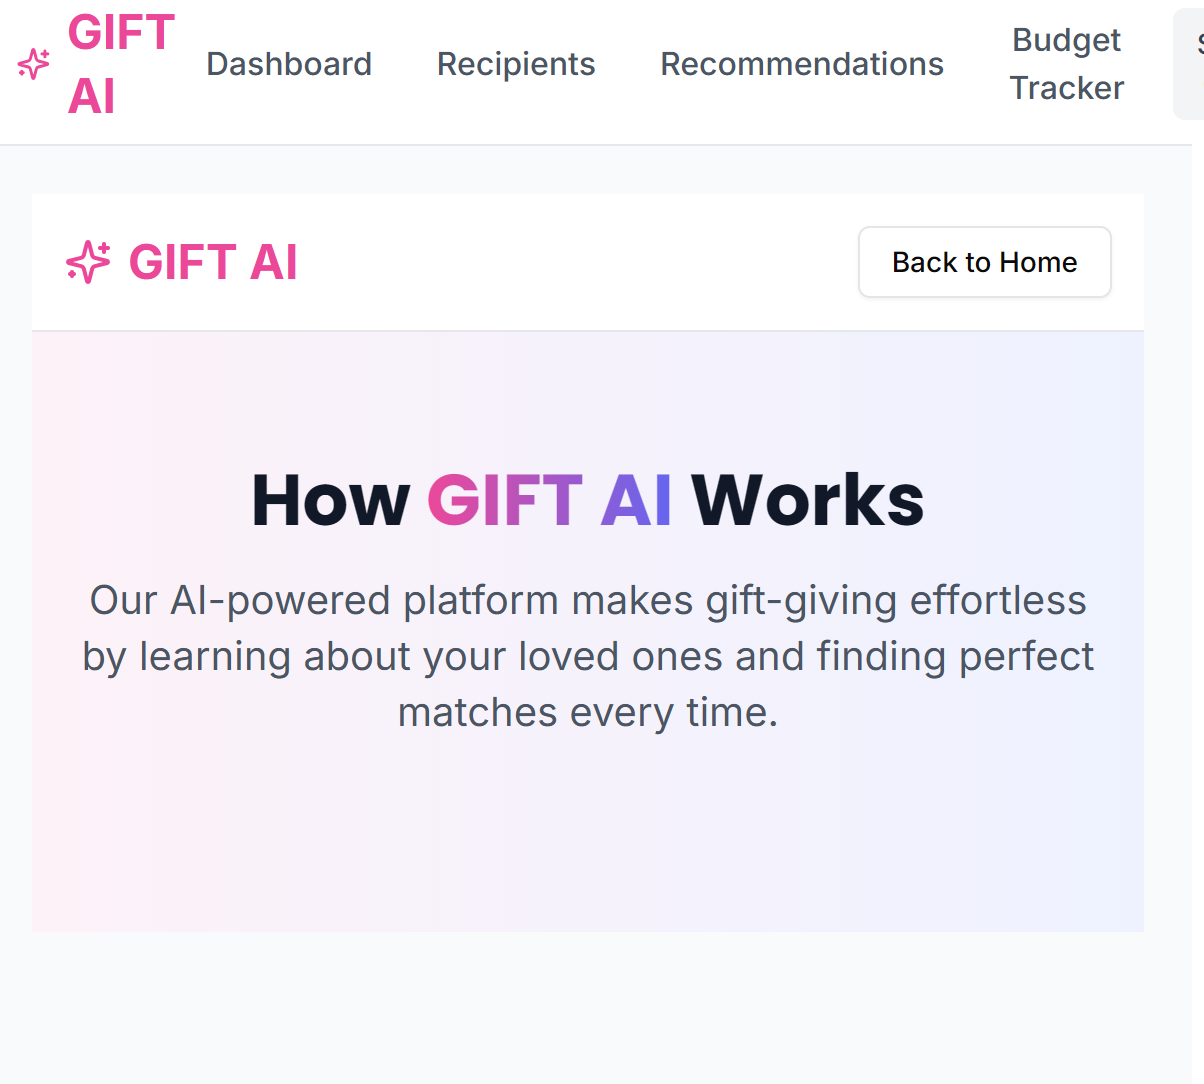 GIFT
AI
Dashboard
Recipients
Recommendations
Budget
Tracker
GIFT AI
Back to Home
How GIFT AI Works
Our AI-powered platform makes gift-giving effortless
by learning about your loved ones and finding perfect
matches every time.